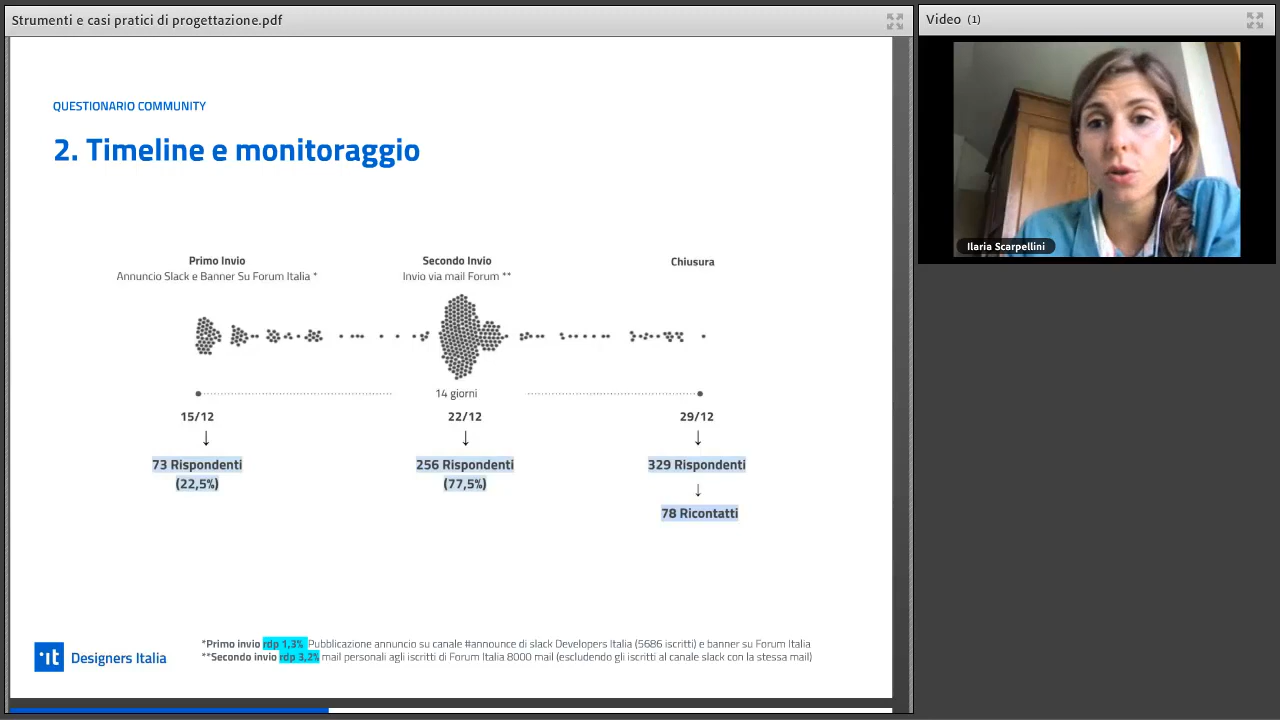 Strumenti e casi pratici di progettazione.pdf
Video (1)
QUESTIONARIO COMMUNITY
2. Timeline e monitoraggio
Primo Invio
Annuncio Slack e Banner Su Forum Italia *
Secondo Invio
Invio via mail Forum **
Chiusura
14 giorni
15/12
22/12
29/12
↓
↓
↓
73 Rispondenti
(22,5%)
256 Rispondenti
(77,5%)
329 Rispondenti
↓
78 Ricontatti
Ilaria Scarpellini
*Primo invio rdp 1,3% Pubblicazione annuncio su canale #announce di slack Developers Italia (5686 iscritti) e banner su Forum Italia
**Secondo invio rdp 3,2% mail personali agli iscritti di Forum Italia 8000 mail (escludendo gli iscritti al canale slack con la stessa mail)
·ıt Designers Italia